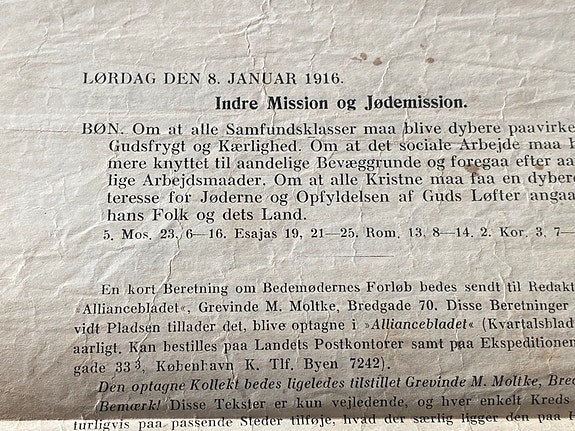 LØRDAG DEN 8. JANUAR 1916.
Indre Mission og Jødemission.
BØN. Om at alle Samfundsklasser maa blive dybere paavirke
Gudsfrygt og Kærlighed. Om at det sociale Arbejde maa b
mere knyttet til aandelige Bevæggrunde og foregaa efter aa
lige Arbejdsmaader. Om at alle Kristne maa faa en dybere
teresse for Jøderne og Opfyldelsen af Guds Løfter angaa
hans Folk og dets Land.
5. Mos. 23, 6—16. Esajas 19, 21—25. Rom. 13, 8—14. 2. Kor. 3, 7—
En kort Beretning om Bedemødernes Forløb bedes sendt til Redakt
»Alliancebladet«, Grevinde M. Moltke, Bredgade 70. Disse Beretninger
vidt Pladsen tillader det, blive optagne i »Alliancebladet« (Kvartalsblad
aarligt. Kan bestilles paa Landets Postkontorer samt paa Ekspeditionen
gade 33³, København K. Tlf. Byen 7242).
Den optagne Kollekt bedes ligeledes tilstillet Grevinde M. Moltke, Bred
Bemærk! Disse Tekster er kun vejledende, og hver enkelt Kreds
turligvis paa passende Steder tilføje, hvad der særlig ligger den paa H